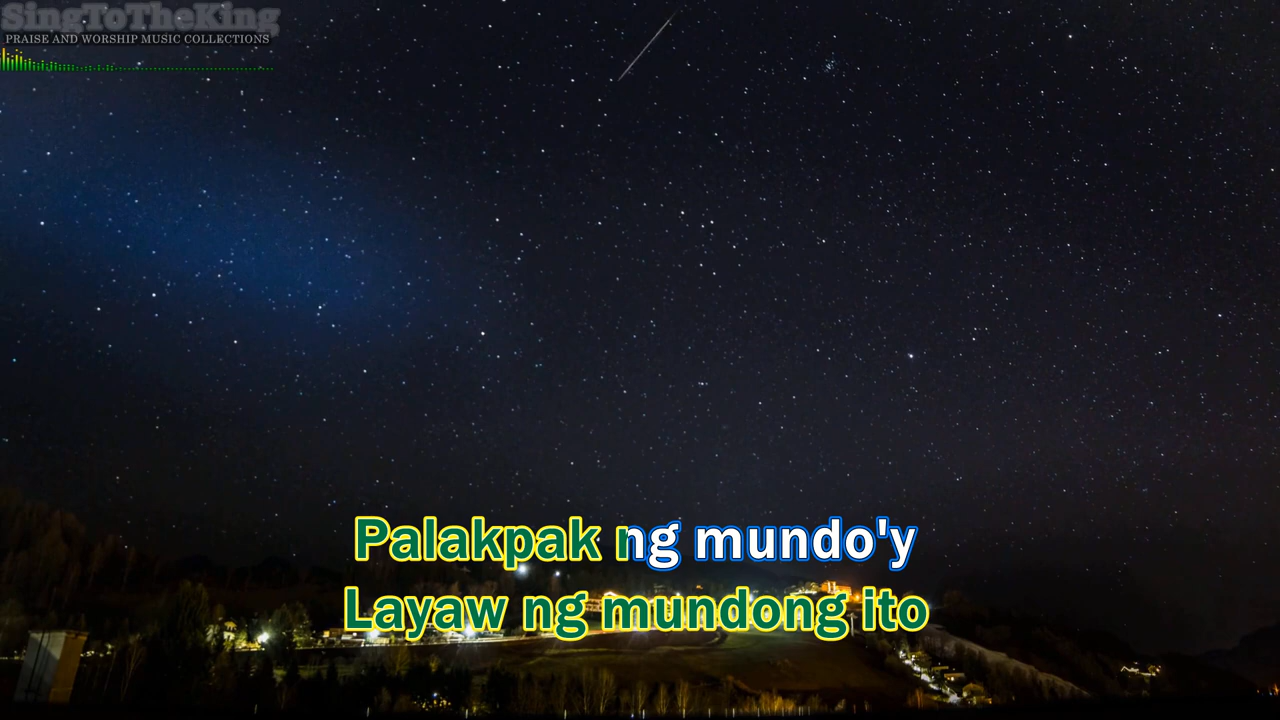 SingToTheKing
PRAISE AND WORSHIP MUSIC COLLECTIONS
Palakpak ng mundo'y
Layaw ng mundong ito